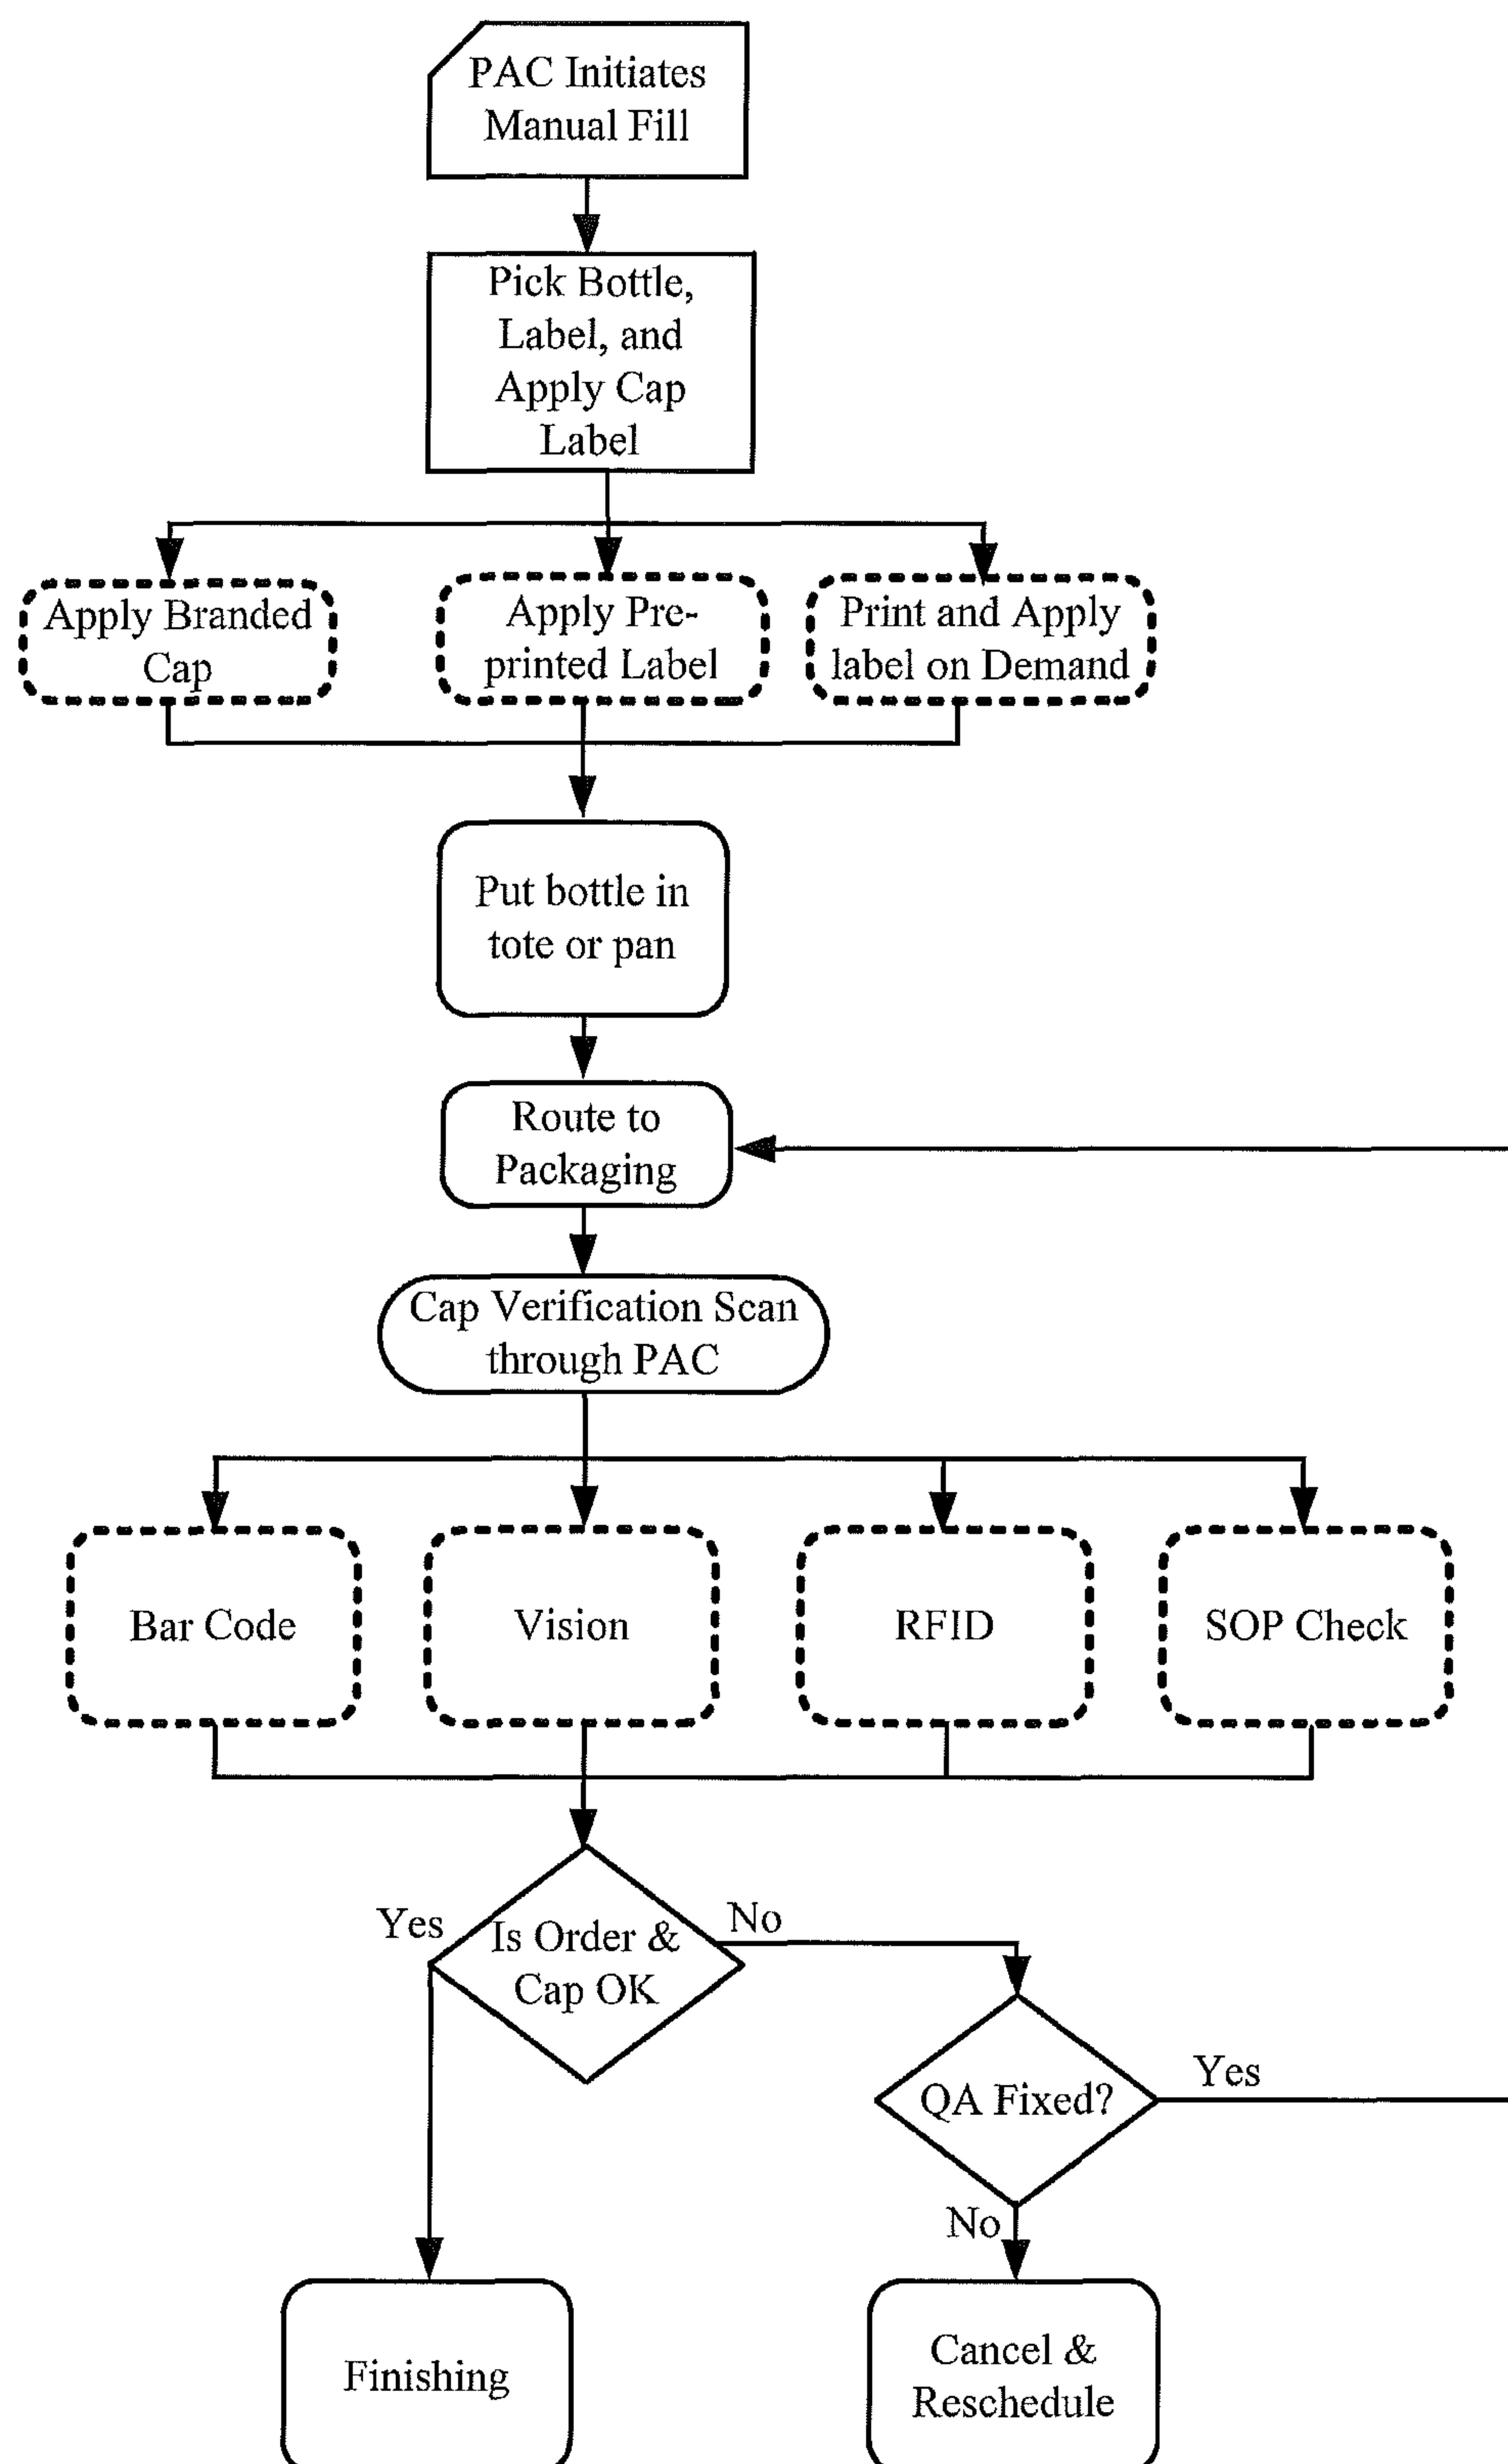 PAC Initiates
Manual Fill
Pick Bottle,
Label, and
Apply Cap
Label
Apply Branded
Cap
Apply Pre-
printed Label
Print and Apply
label on Demand
Put bottle in
tote or pan
Route to
Packaging
Cap Verification Scan
through PAC
Bar Code
Vision
RFID
SOP Check
Yes
Is Order &
Cap OK
No
QA Fixed?
Yes
No
Finishing
Cancel &
Reschedule